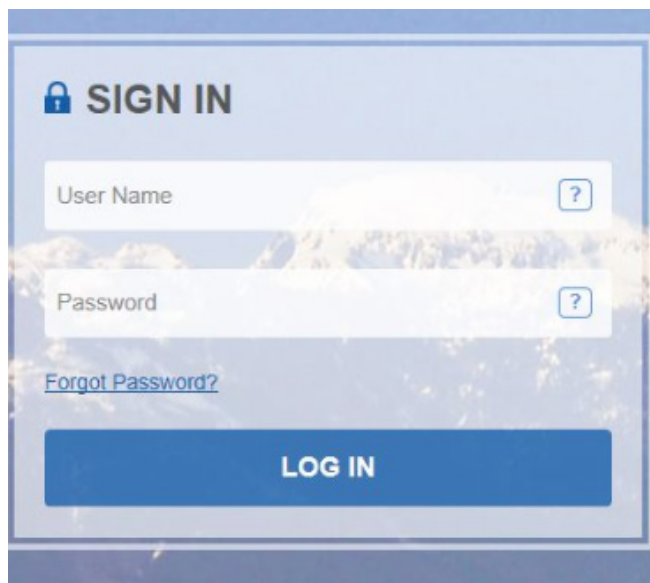 SIGN IN
User Name ?
Password ?
Forgot Password?
LOG IN